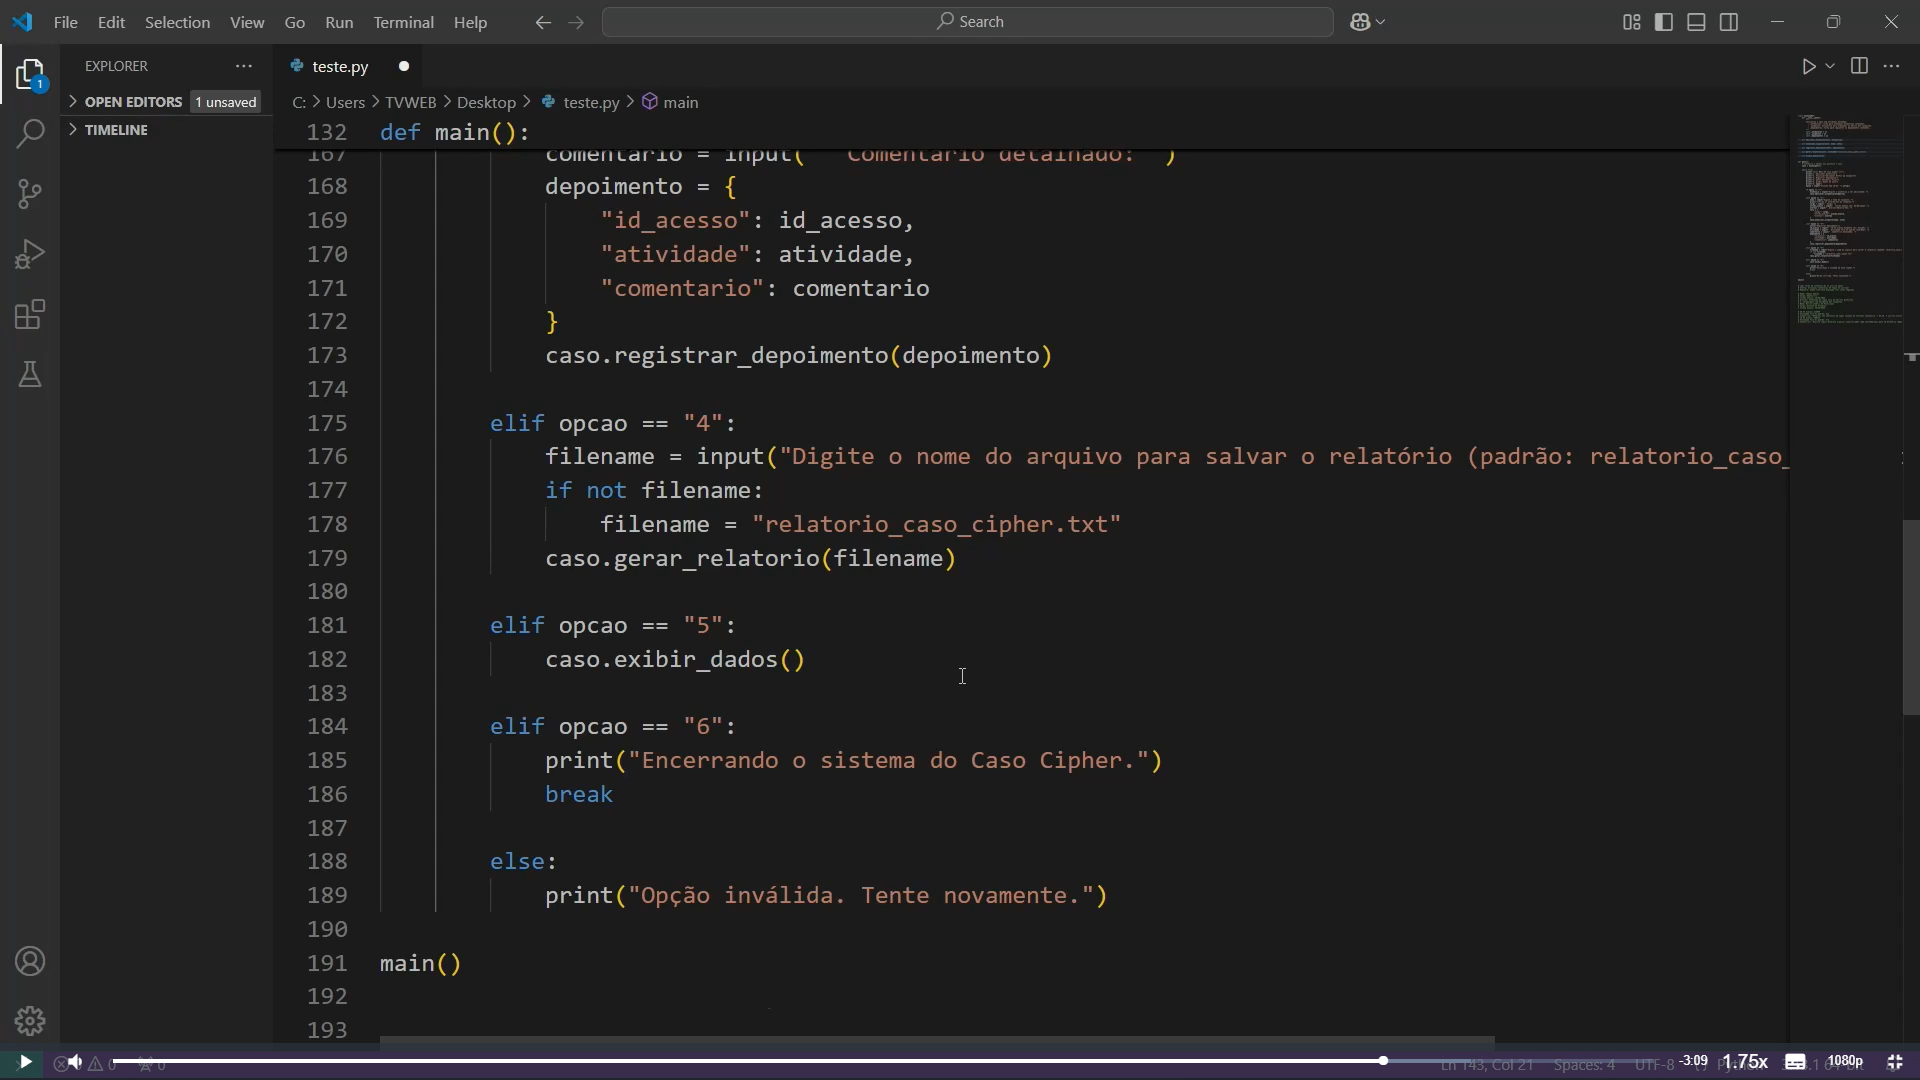 File Edit Selection View Go Run Terminal Help
Search
EXPLORER
teste.py
OPEN EDITORS 1 unsaved
TIMELINE
1
C: > Users > TVWEB > Desktop > teste.py > main
132 def main():
167 comentario = input(" Comentário detalhado: ")
168 depoimento = {
169 "id_acesso": id_acesso,
170 "atividade": atividade,
171 "comentario": comentario
172 }
173 caso.registrar_depoimento(depoimento)
174
175 elif opcao == "4":
176 filename = input("Digite o nome do arquivo para salvar o relatório (padrão: relatorio_caso_
177 if not filename:
178 filename = "relatorio_caso_cipher.txt"
179 caso.gerar_relatorio(filename)
180
181 elif opcao == "5":
182 caso.exibir_dados()
183
184 elif opcao == "6":
185 print("Encerrando o sistema do Caso Cipher.")
186 break
187
188 else:
189 print("Opção inválida. Tente novamente.")
190
191 main()
192
193
0 0
Ln 143, Col 21 Spaces: 4 UTF-8
-3:09 1.75x 1080p